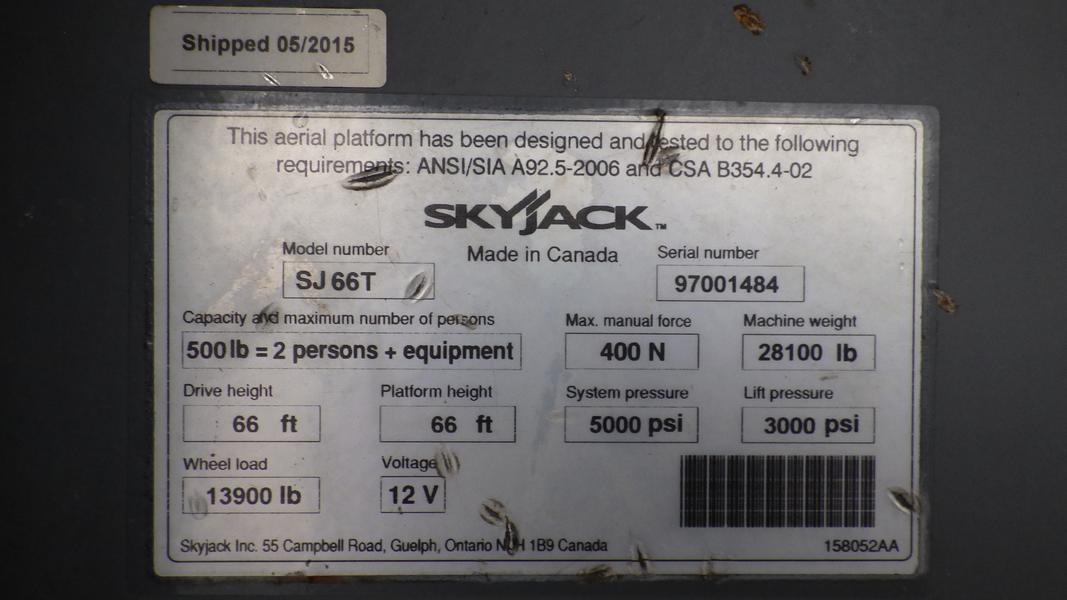 Shipped 05/2015
This aerial platform has been designed and tested to the following
requirements: ANSI/SIA A92.5-2006 and CSA B354.4-02
SKYJACK™
Made in Canada
Model number
SJ 66T
Serial number
97001484
Capacity and maximum number of persons
500 lb = 2 persons + equipment
Max. manual force
400 N
Machine weight
28100 lb
Drive height
66 ft
Platform height
66 ft
System pressure
5000 psi
Lift pressure
3000 psi
Wheel load
13900 lb
Voltage
12 V
Skyjack Inc. 55 Campbell Road, Guelph, Ontario 1B9 Canada
158052AA